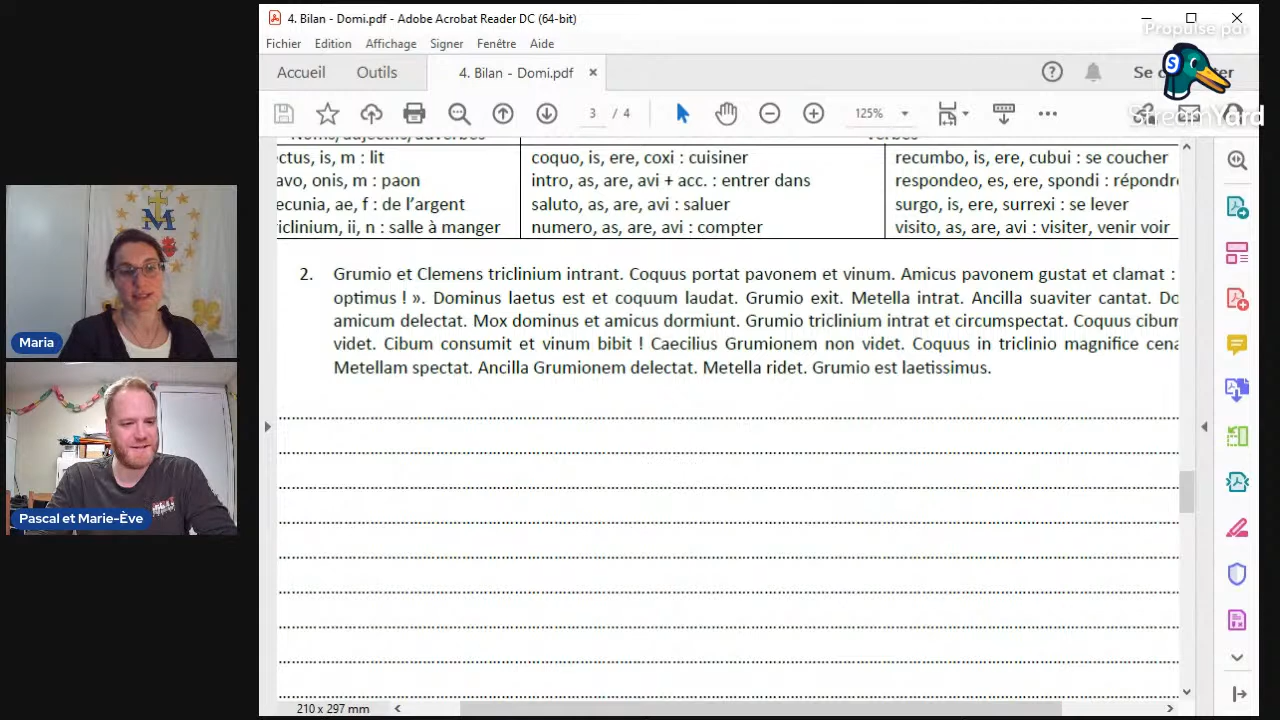 4. Bilan - Domi.pdf - Adobe Acrobat Reader DC (64-bit)
Propulsé par
Fichier Edition Affichage Signer Fenêtre Aide
Accueil Outils 4. Bilan - Domi.pdf × Se
3 / 4 125%
StreamYard
ectus, is, m : lit
avo, onis, m : paon
ecunia, ae, f : de l’argent
riclinium, ii, n : salle à manger
coquo, is, ere, coxi : cuisiner
intro, as, are, avi + acc. : entrer dans
saluto, as, are, avi : saluer
numero, as, are, avi : compter
recumbo, is, ere, cubui : se coucher
respondeo, es, ere, spondi : répondr
surgo, is, ere, surrexi : se lever
visito, as, are, avi : visiter, venir voir
2. Grumio et Clemens triclinium intrant. Coquus portat pavonem et vinum. Amicus pavonem gustat et clamat :
optimus ! ». Dominus laetus est et coquum laudat. Grumio exit. Metella intrat. Ancilla suaviter cantat. Do
amicum delectat. Mox dominus et amicus dormiunt. Grumio triclinium intrat et circumspectat. Coquus cibum
videt. Cibum consumit et vinum bibit ! Caecilius Grumionem non videt. Coquus in triclinio magnifice cena
Metellam spectat. Ancilla Grumionem delectat. Metella ridet. Grumio est laetissimus.
210 x 297 mm
Maria
Pascal et Marie-Ève